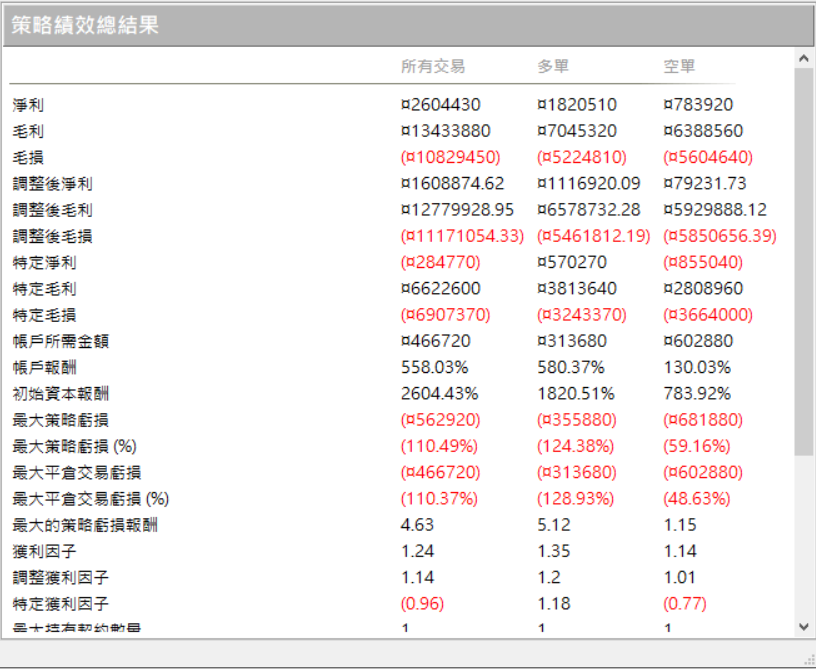 策略績效總結果
所有交易 多單 空單
淨利 ¤2604430 ¤1820510 ¤783920
毛利 ¤13433880 ¤7045320 ¤6388560
毛損 (¤10829450) (¤5224810) (¤5604640)
調整後淨利 ¤1608874.62 ¤1116920.09 ¤79231.73
調整後毛利 ¤12779928.95 ¤6578732.28 ¤5929888.12
調整後毛損 (¤11171054.33) (¤5461812.19) (¤5850656.39)
特定淨利 (¤284770) ¤570270 (¤855040)
特定毛利 ¤6622600 ¤3813640 ¤2808960
特定毛損 (¤6907370) (¤3243370) (¤3664000)
帳戶所需金額 ¤466720 ¤313680 ¤602880
帳戶報酬 558.03% 580.37% 130.03%
初始資本報酬 2604.43% 1820.51% 783.92%
最大策略虧損 (¤562920) (¤355880) (¤681880)
最大策略虧損 (%) (110.49%) (124.38%) (59.16%)
最大平倉交易虧損 (¤466720) (¤313680) (¤602880)
最大平倉交易虧損 (%) (110.37%) (128.93%) (48.63%)
最大的策略虧損報酬 4.63 5.12 1.15
獲利因子 1.24 1.35 1.14
調整獲利因子 1.14 1.2 1.01
特定獲利因子 (0.96) 1.18 (0.77)
最大持有契約數量 1 1 1